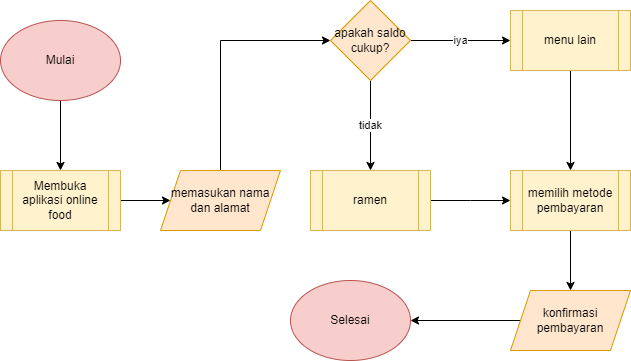 Mulai
apakah saldo
cukup?
iya
menu lain
tidak
Membuka
aplikasi online
food
memasukan nama
dan alamat
ramen
memilih metode
pembayaran
Selesai
konfirmasi
pembayaran